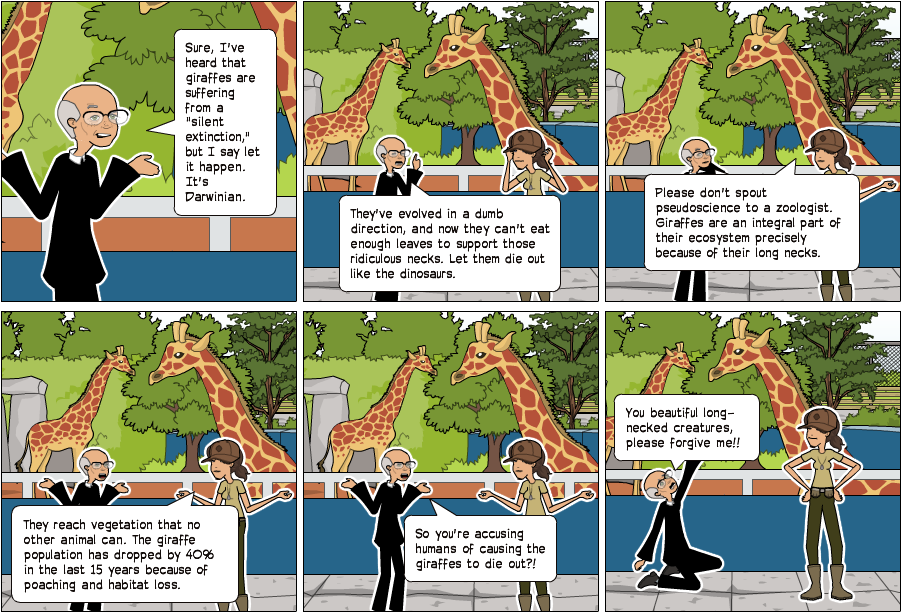 Sure, I've
heard that
giraffes are
suffering
from a
"silent
extinction,"
but I say let
it happen.
It's
Darwinian.
They've evolved in a dumb
direction, and now they can't eat
enough leaves to support those
ridiculous necks. Let them die out
like the dinosaurs.
Please don't spout
pseudoscience to a zoologist.
Giraffes are an integral part of
their ecosystem precisely
because of their long necks.
They reach vegetation that no
other animal can. The giraffe
population has dropped by 40%
in the last 15 years because of
poaching and habitat loss.
So you're accusing
humans of causing the
giraffes to die out?!
You beautiful long-
necked creatures,
please forgive me!!